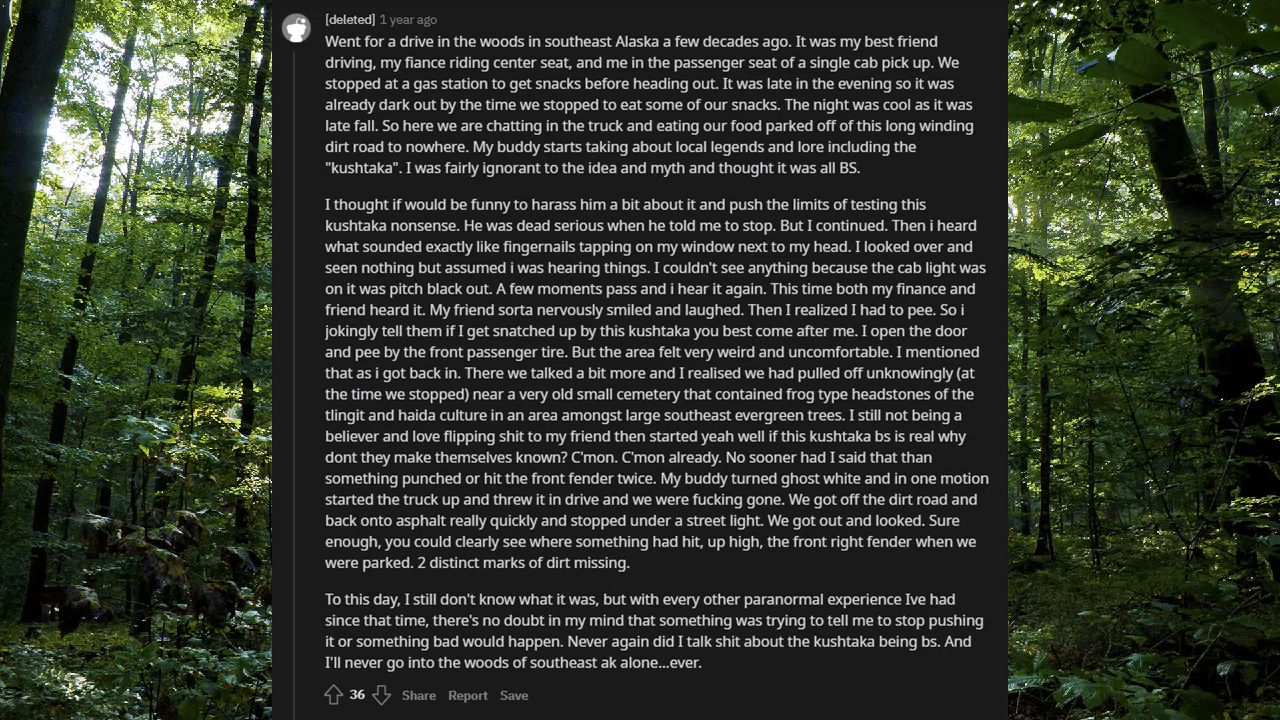 [deleted] 1 year ago
Went for a drive in the woods in southeast Alaska a few decades ago. It was my best friend
driving, my fiance riding center seat, and me in the passenger seat of a single cab pick up. We
stopped at a gas station to get snacks before heading out. It was late in the evening so it was
already dark out by the time we stopped to eat some of our snacks. The night was cool as it was
late fall. So here we are chatting in the truck and eating our food parked off of this long winding
dirt road to nowhere. My buddy starts taking about local legends and lore including the
"kushtaka". I was fairly ignorant to the idea and myth and thought it was all BS.
I thought if would be funny to harass him a bit about it and push the limits of testing this
kushtaka nonsense. He was dead serious when he told me to stop. But I continued. Then i heard
what sounded exactly like fingernails tapping on my window next to my head. I looked over and
seen nothing but assumed i was hearing things. I couldn't see anything because the cab light was
on it was pitch black out. A few moments pass and i hear it again. This time both my finance and
friend heard it. My friend sorta nervously smiled and laughed. Then I realized I had to pee. So i
jokingly tell them if I get snatched up by this kushtaka you best come after me. I open the door
and pee by the front passenger tire. But the area felt very weird and uncomfortable. I mentioned
that as i got back in. There we talked a bit more and I realised we had pulled off unknowingly (at
the time we stopped) near a very old small cemetery that contained frog type headstones of the
tlingit and haida culture in an area amongst large southeast evergreen trees. I still not being a
believer and love flipping shit to my friend then started yeah well if this kushtaka bs is real why
dont they make themselves known? C'mon. C'mon already. No sooner had I said that than
something punched or hit the front fender twice. My buddy turned ghost white and in one motion
started the truck up and threw it in drive and we were fucking gone. We got off the dirt road and
back onto asphalt really quickly and stopped under a street light. We got out and looked. Sure
enough, you could clearly see where something had hit, up high, the front right fender when we
were parked. 2 distinct marks of dirt missing.
To this day, I still don't know what it was, but with every other paranormal experience Ive had
since that time, there's no doubt in my mind that something was trying to tell me to stop pushing
it or something bad would happen. Never again did I talk shit about the kushtaka being bs. And
I'll never go into the woods of southeast ak alone...ever.
36 Share Report Save